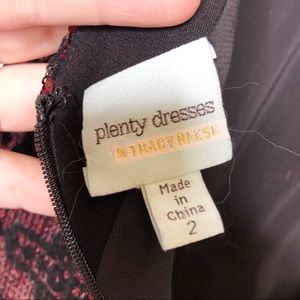 plenty dresses
by TRACY REESE
Made
in
China
2